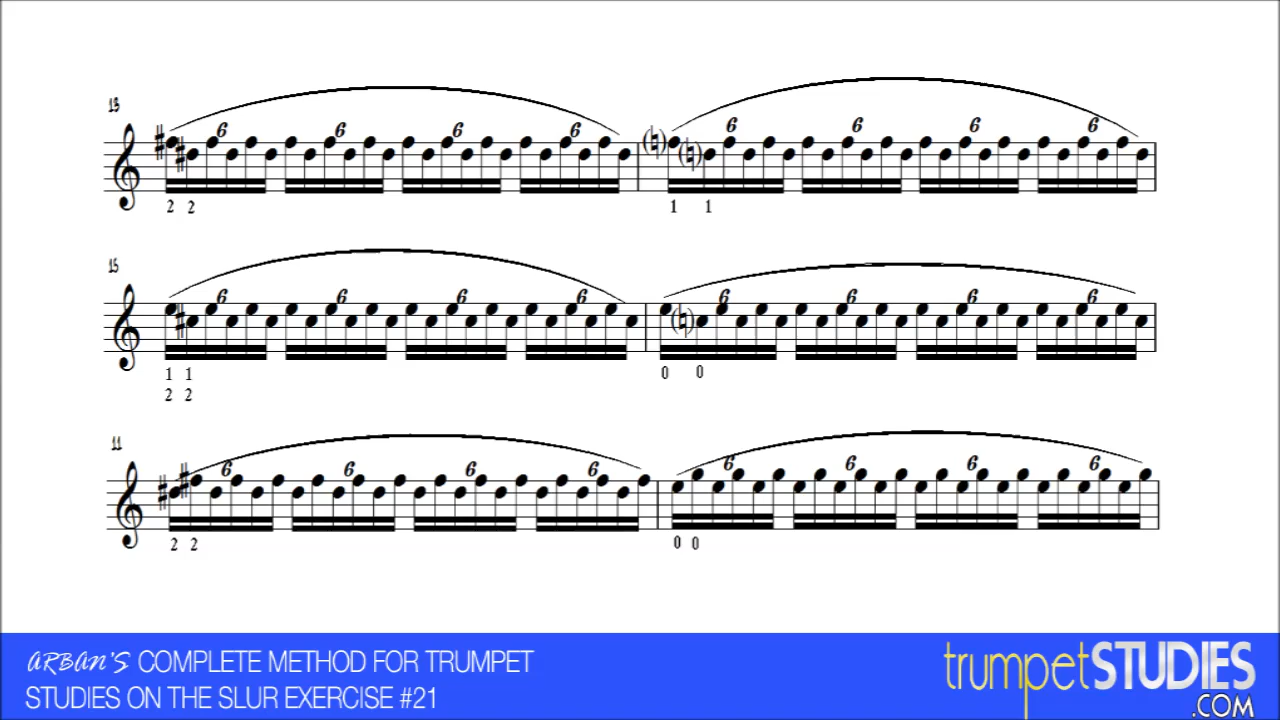 13
6 6 6 6 6 6 6 6
2 2 1 1
15
6 6 6 6 6 6 6 6
1 1 0 0
2 2
11
6 6 6 6 6 6 6 6
2 2 0 0
ARBAN'S COMPLETE METHOD FOR TRUMPET
STUDIES ON THE SLUR EXERCISE #21
trumpetSTUDIES
.COM